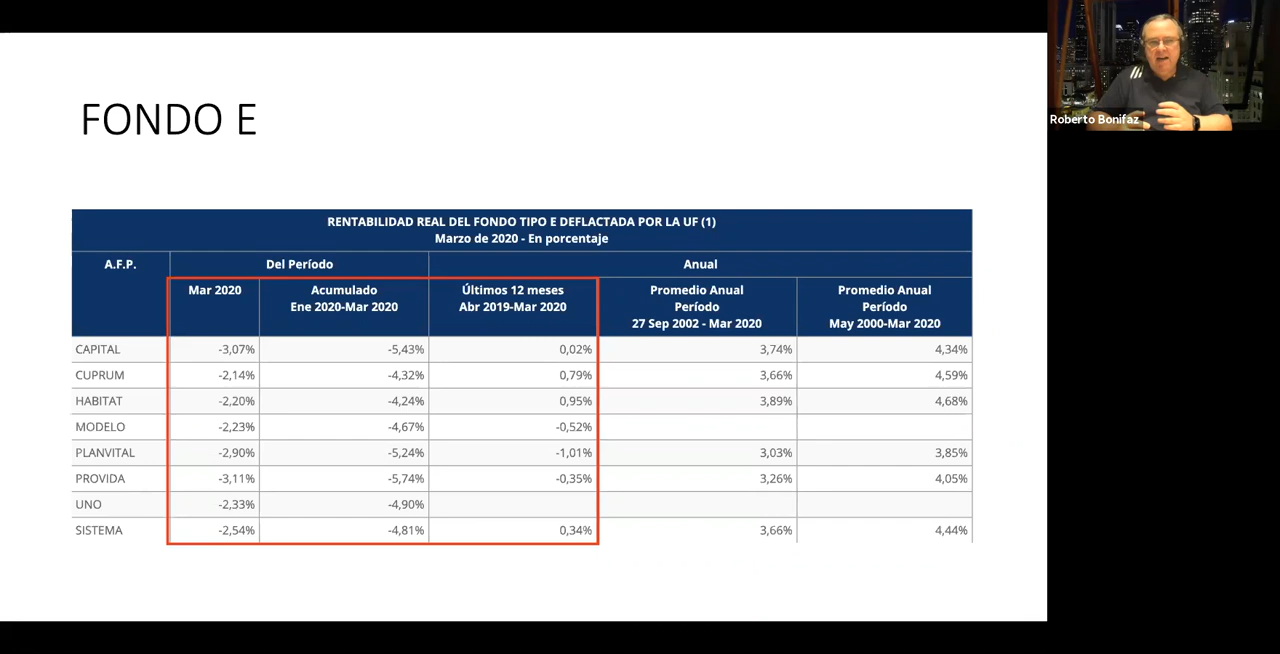 FONDO E
RENTABILIDAD REAL DEL FONDO TIPO E DEFLACTADA POR LA UF (1)
Marzo de 2020 - En porcentaje
A.F.P. Del Período Anual
Mar 2020 Acumulado Últimos 12 meses Promedio Anual Promedio Anual
Ene 2020-Mar 2020 Abr 2019-Mar 2020 Período Período
27 Sep 2002 - Mar 2020 May 2000-Mar 2020
CAPITAL -3,07% -5,43% 0,02% 3,74% 4,34%
CUPRUM -2,14% -4,32% 0,79% 3,66% 4,59%
HABITAT -2,20% -4,24% 0,95% 3,89% 4,68%
MODELO -2,23% -4,67% -0,52%
PLANVITAL -2,90% -5,24% -1,01% 3,03% 3,85%
PROVIDA -3,11% -5,74% -0,35% 3,26% 4,05%
UNO -2,33% -4,90%
SISTEMA -2,54% -4,81% 0,34% 3,66% 4,44%
Roberto Bonifaz